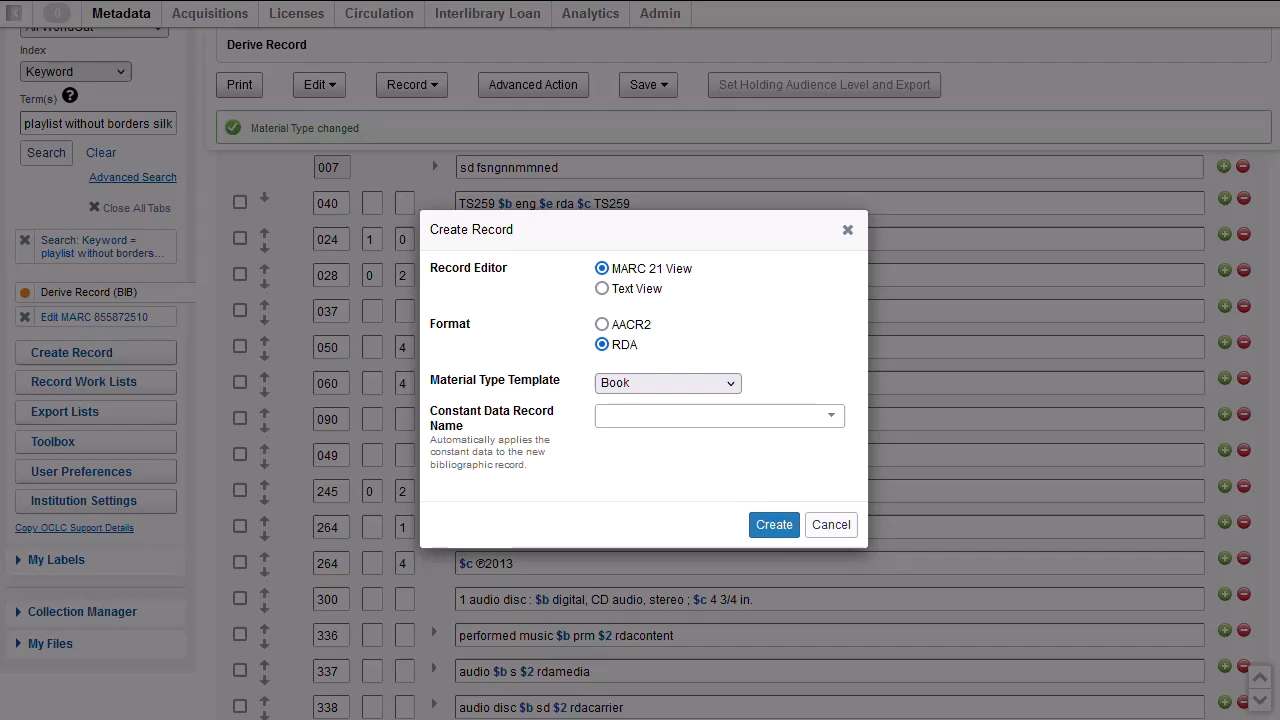 0 Metadata Acquisitions Licenses Circulation Interlibrary Loan Analytics Admin
All WorldCat
Index
Keyword
Term(s)
playlist without borders silk
Search Clear
Advanced Search
Close All Tabs
Search: Keyword =
playlist without borders...
Derive Record (BIB)
Edit MARC 855872510
Create Record
Record Work Lists
Export Lists
Toolbox
User Preferences
Institution Settings
Copy OCLC Support Details
My Labels
Collection Manager
My Files
Derive Record
Print Edit Record Advanced Action Save Set Holding Audience Level and Export
Material Type changed
007 sd fsngnnmmned
040 TS259 $b eng $e rda $c TS259
024 1 0
028 0 2
037
050 4
060 4
090
049
245 0 2
264 1
264 4 $c ℗2013
300 1 audio disc : $b digital, CD audio, stereo ; $c 4 3/4 in.
336 performed music $b prm $2 rdacontent
337 audio $b s $2 rdamedia
338 audio disc $b sd $2 rdacarrier
Create Record
Record Editor MARC 21 View
Text View
Format AACR2
RDA
Material Type Template Book
Constant Data Record
Name
Automatically applies the
constant data to the new
bibliographic record.
Create Cancel